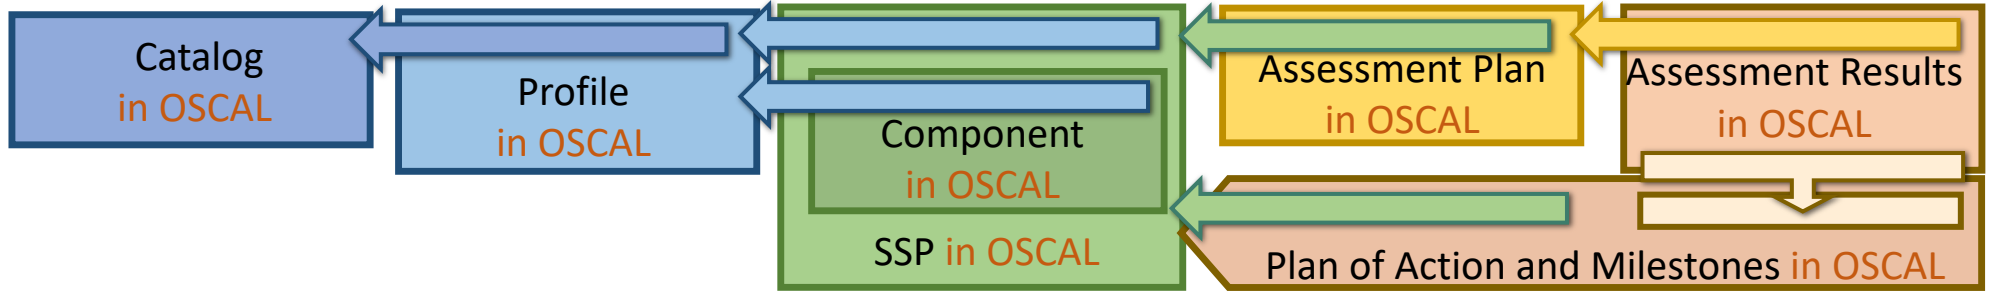 Catalog
in OSCAL
Profile
in OSCAL
Component
in OSCAL
SSP in OSCAL
Assessment Plan
in OSCAL
Assessment Results
in OSCAL
Plan of Action and Milestones in OSCAL